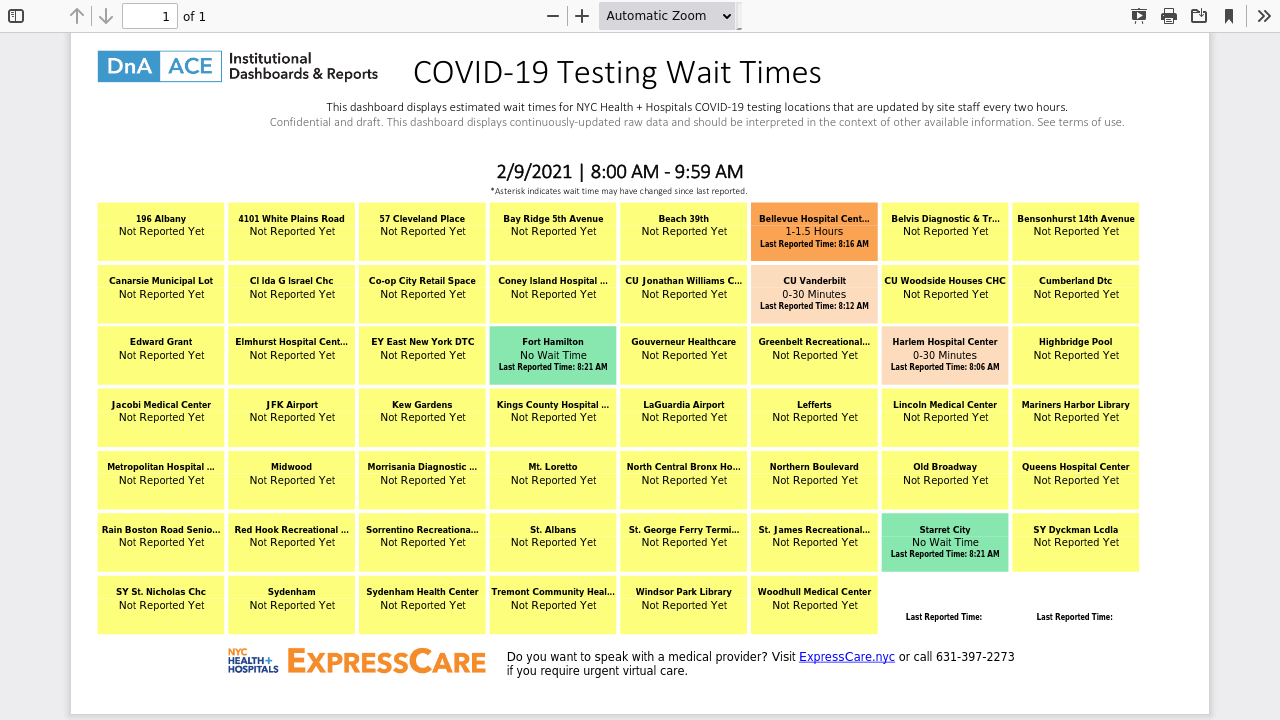 1
of 1
Automatic Zoom
DnA ACE Institutional
Dashboards & Reports
COVID-19 Testing Wait Times
This dashboard displays estimated wait times for NYC Health + Hospitals COVID-19 testing locations that are updated by site staff every two hours.
Confidential and draft. This dashboard displays continuously-updated raw data and should be interpreted in the context of other available information. See terms of use.
2/9/2021 | 8:00 AM - 9:59 AM
*Asterisk indicates wait time may have changed since last reported.
196 Albany
Not Reported Yet
4101 White Plains Road
Not Reported Yet
57 Cleveland Place
Not Reported Yet
Bay Ridge 5th Avenue
Not Reported Yet
Beach 39th
Not Reported Yet
Bellevue Hospital Cent...
1-1.5 Hours
Last Reported Time: 8:16 AM
Belvis Diagnostic & Tr...
Not Reported Yet
Bensonhurst 14th Avenue
Not Reported Yet
Canarsie Municipal Lot
Not Reported Yet
CI Ida G Israel Chc
Not Reported Yet
Co-op City Retail Space
Not Reported Yet
Coney Island Hospital ...
Not Reported Yet
CU Jonathan Williams C...
Not Reported Yet
CU Vanderbilt
0-30 Minutes
Last Reported Time: 8:12 AM
CU Woodside Houses CHC
Not Reported Yet
Cumberland Dtc
Not Reported Yet
Edward Grant
Not Reported Yet
Elmhurst Hospital Cent...
Not Reported Yet
EY East New York DTC
Not Reported Yet
Fort Hamilton
No Wait Time
Last Reported Time: 8:21 AM
Gouverneur Healthcare
Not Reported Yet
Greenbelt Recreational...
Not Reported Yet
Harlem Hospital Center
0-30 Minutes
Last Reported Time: 8:06 AM
Highbridge Pool
Not Reported Yet
Jacobi Medical Center
Not Reported Yet
JFK Airport
Not Reported Yet
Kew Gardens
Not Reported Yet
Kings County Hospital ...
Not Reported Yet
LaGuardia Airport
Not Reported Yet
Lefferts
Not Reported Yet
Lincoln Medical Center
Not Reported Yet
Mariners Harbor Library
Not Reported Yet
Metropolitan Hospital ...
Not Reported Yet
Midwood
Not Reported Yet
Morrisania Diagnostic ...
Not Reported Yet
Mt. Loretto
Not Reported Yet
North Central Bronx Ho...
Not Reported Yet
Northern Boulevard
Not Reported Yet
Old Broadway
Not Reported Yet
Queens Hospital Center
Not Reported Yet
Rain Boston Road Senio...
Not Reported Yet
Red Hook Recreational ...
Not Reported Yet
Sorrentino Recreationa...
Not Reported Yet
St. Albans
Not Reported Yet
St. George Ferry Termi...
Not Reported Yet
St. James Recreational...
Not Reported Yet
Starret City
No Wait Time
Last Reported Time: 8:21 AM
SY Dyckman Lcdla
Not Reported Yet
SY St. Nicholas Chc
Not Reported Yet
Sydenham
Not Reported Yet
Sydenham Health Center
Not Reported Yet
Tremont Community Heal...
Not Reported Yet
Windsor Park Library
Not Reported Yet
Woodhull Medical Center
Not Reported Yet
Last Reported Time:
Last Reported Time:
NYC
HEALTH+
HOSPITALS
EXPRESSCARE
Do you want to speak with a medical provider? Visit ExpressCare.nyc or call 631-397-2273
if you require urgent virtual care.